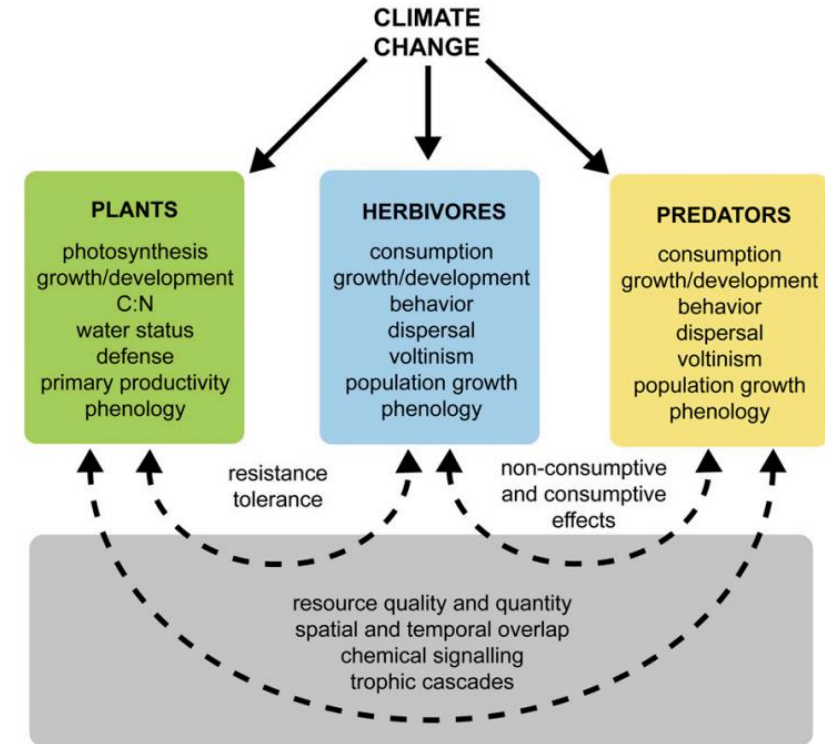 CLIMATE
CHANGE
PLANTS
photosynthesis
growth/development
C:N
water status
defense
primary productivity
phenology
HERBIVORES
consumption
growth/development
behavior
dispersal
voltinism
population growth
phenology
PREDATORS
consumption
growth/development
behavior
dispersal
voltinism
population growth
phenology
resistance
tolerance
non-consumptive
and consumptive
effects
resource quality and quantity
spatial and temporal overlap
chemical signalling
trophic cascades